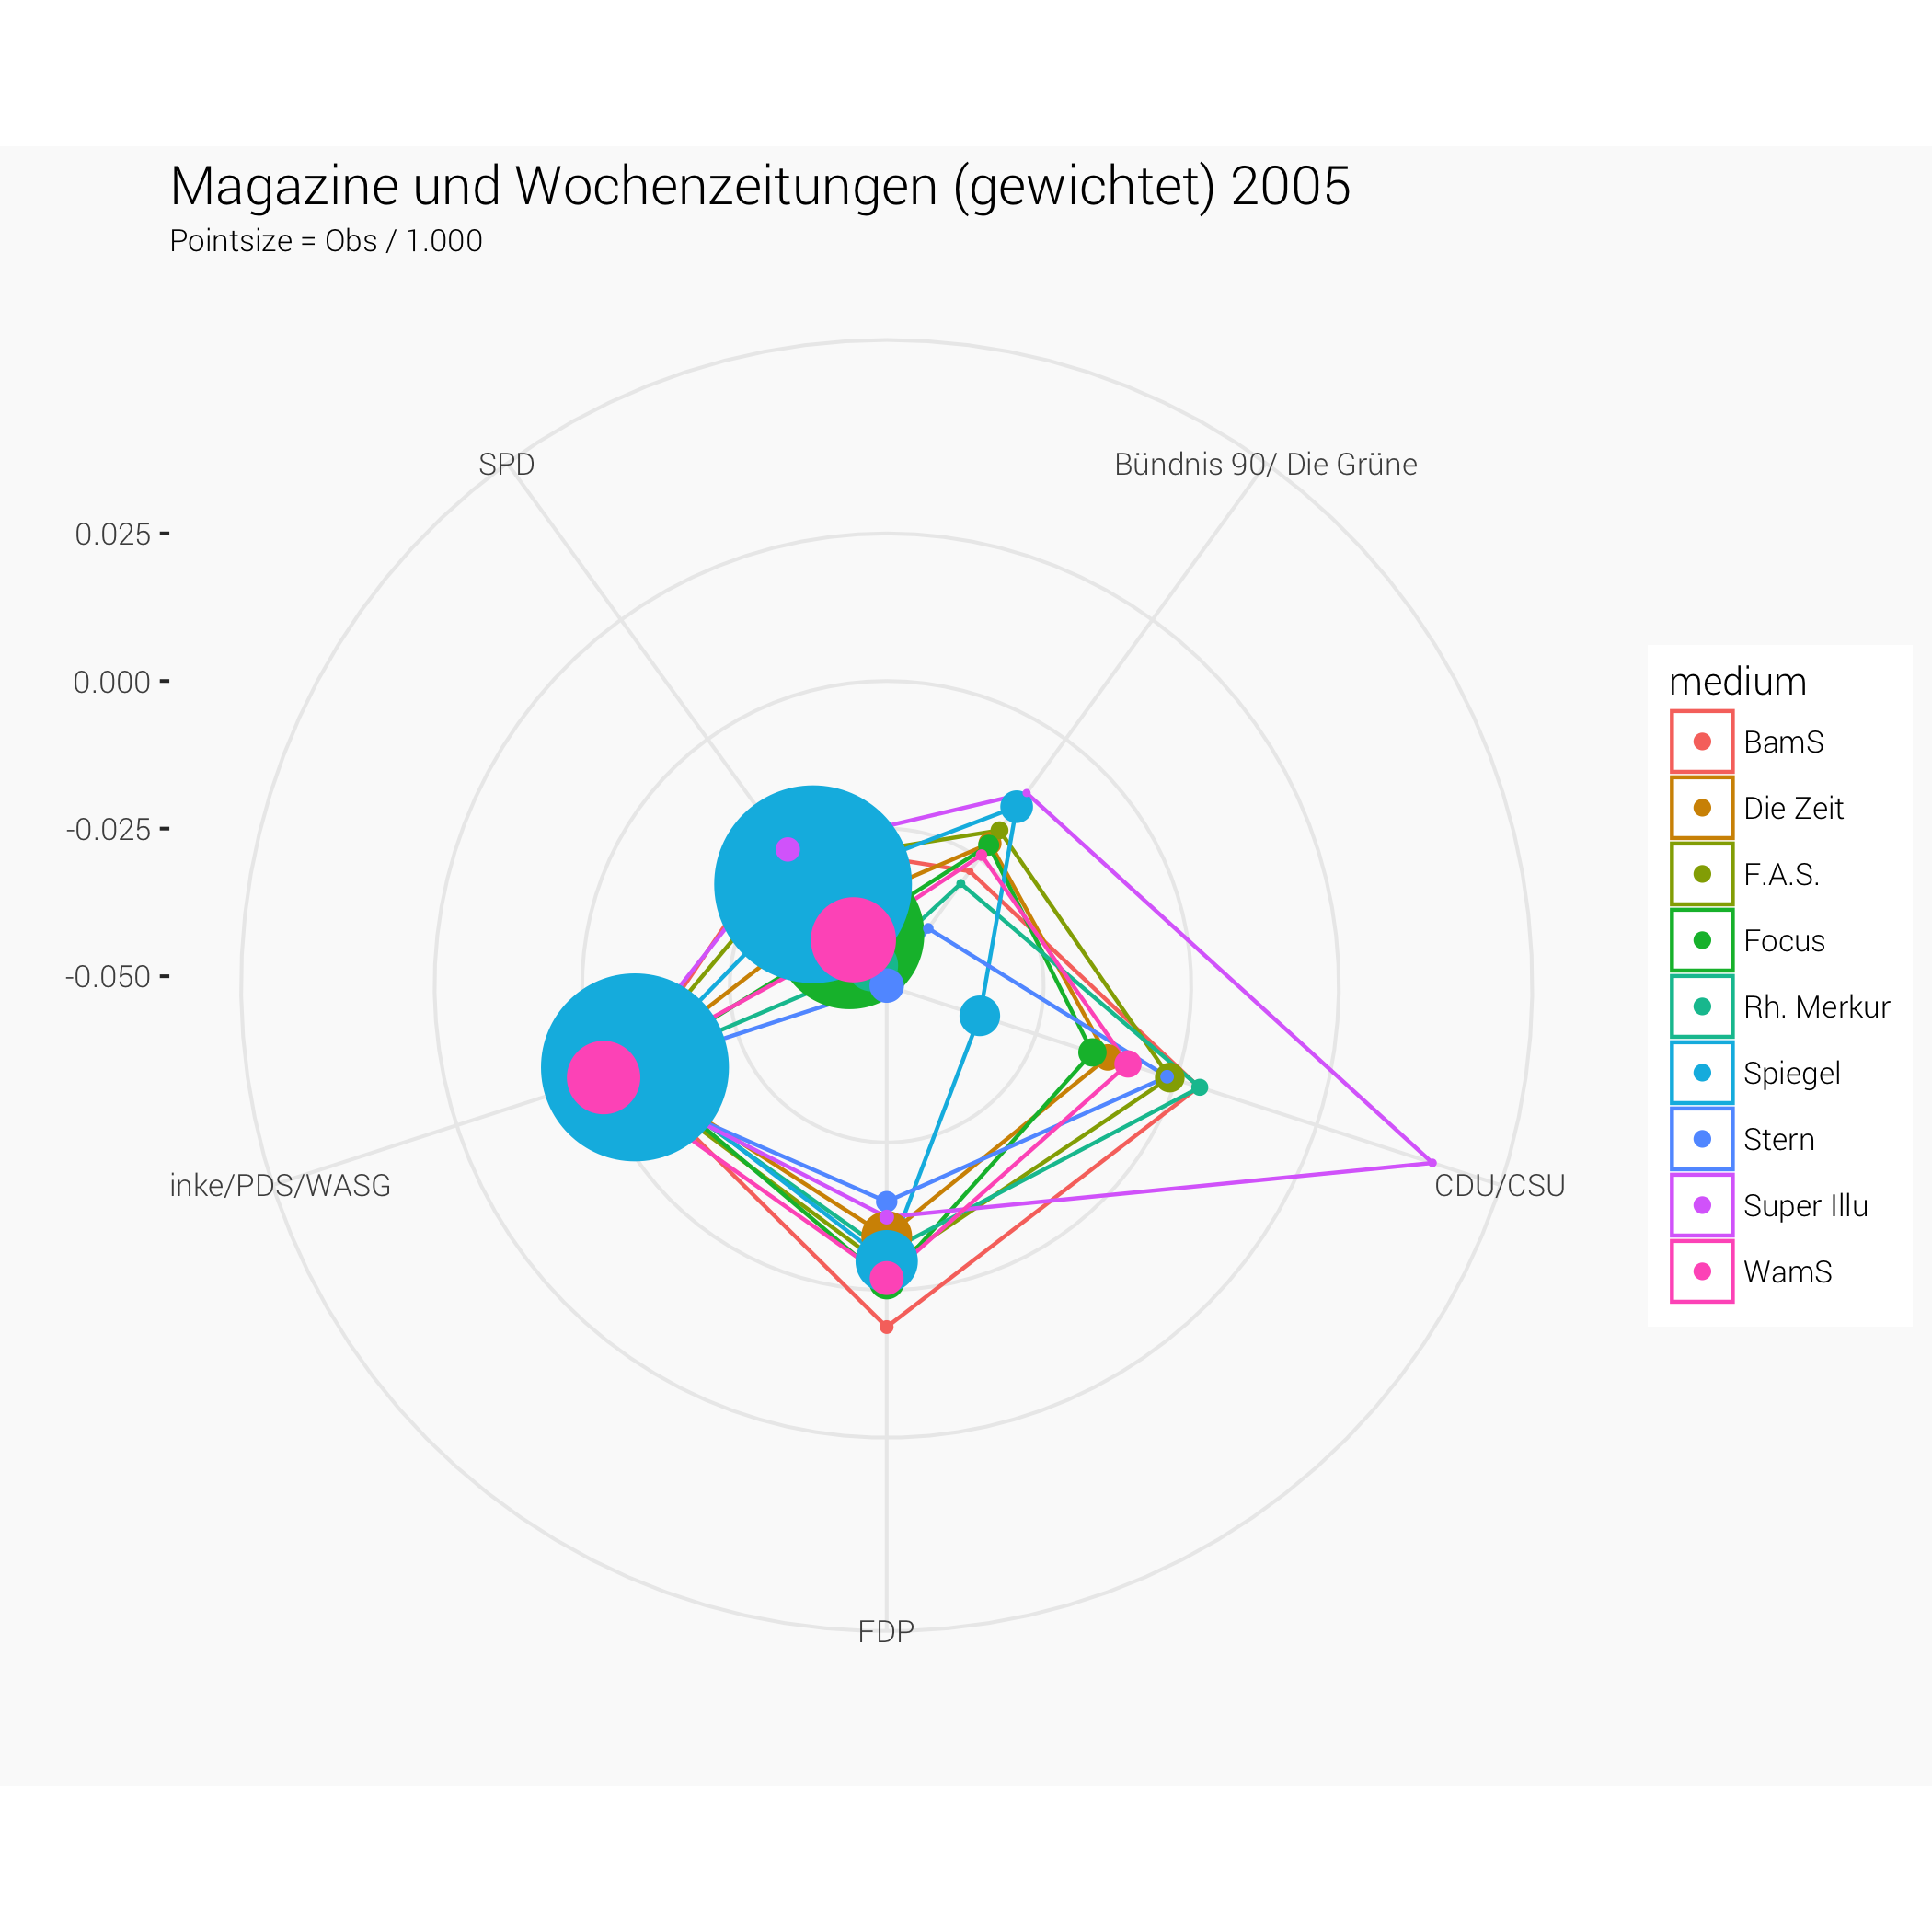 Magazine und Wochenzeitungen (gewichtet) 2005
Pointsize = Obs / 1.000
SPD
Bündnis 90/ Die Grüne
0.025
0.000
-0.025
-0.050
inke/PDS/WASG
CDU/CSU
FDP
medium
BamS
Die Zeit
F.A.S.
Focus
Rh. Merkur
Spiegel
Stern
Super Illu
WamS